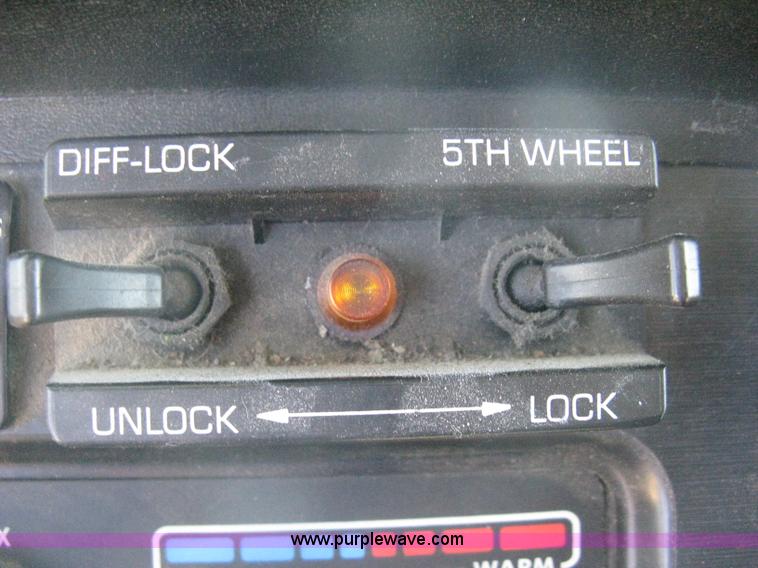 DIFF-LOCK 5TH WHEEL
UNLOCK LOCK
X
www.purplewave.com
WARM